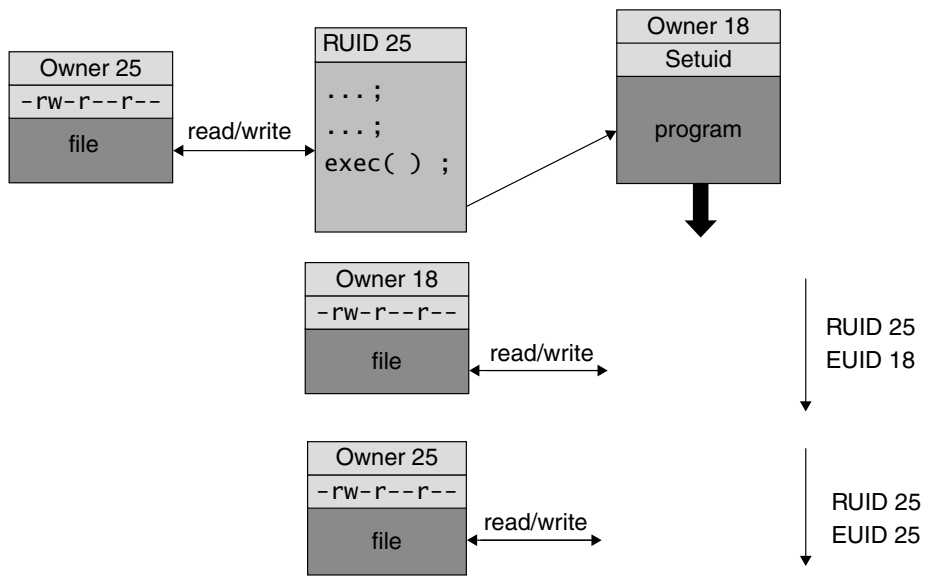 Owner 25
-rw-r--r--
file
read/write
RUID 25
...;
...;
exec( ) ;
Owner 18
Setuid
program
Owner 18
-rw-r--r--
file
read/write
RUID 25
EUID 18
Owner 25
-rw-r--r--
file
read/write
RUID 25
EUID 25